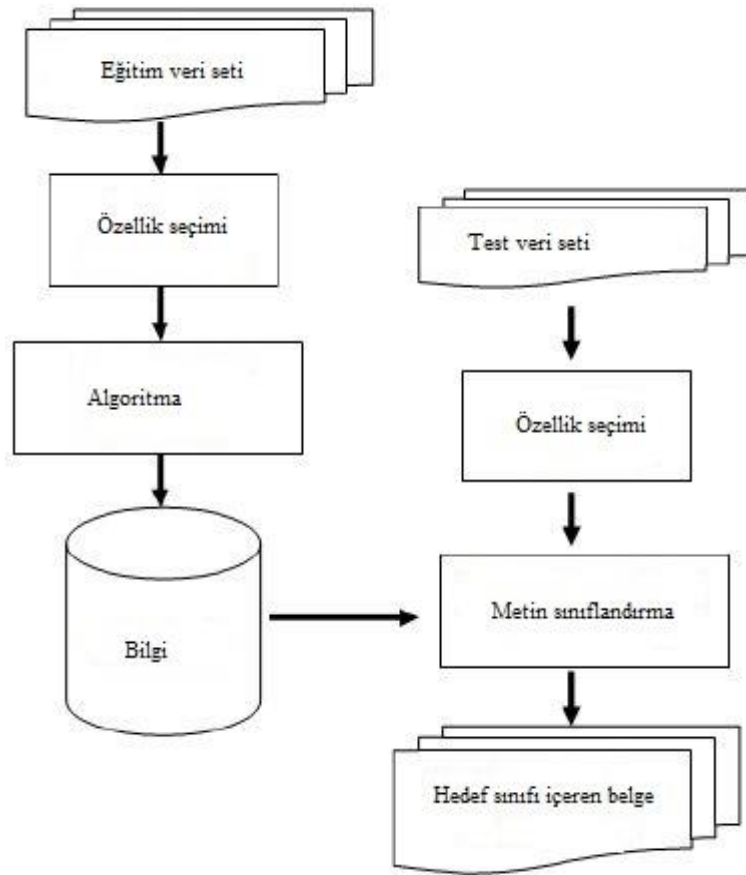 Eğitim veri seti
Özellik seçimi
Algoritma
Bilgi
Test veri seti
Özellik seçimi
Metin sınıflandırma
Hedef sınıfı içeren belge